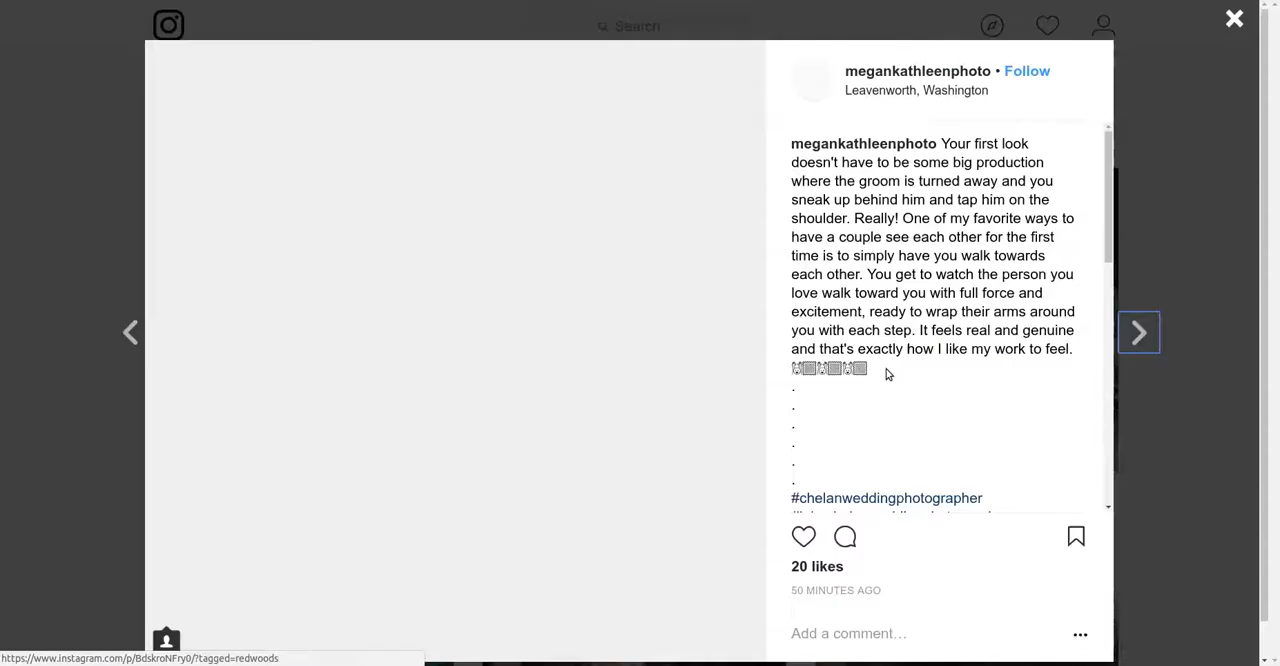 Search
megankathleenphoto • Follow
Leavenworth, Washington
megankathleenphoto Your first look
doesn't have to be some big production
where the groom is turned away and you
sneak up behind him and tap him on the
shoulder. Really! One of my favorite ways to
have a couple see each other for the first
time is to simply have you walk towards
each other. You get to watch the person you
love walk toward you with full force and
excitement, ready to wrap their arms around
you with each step. It feels real and genuine
and that's exactly how I like my work to feel.
.
.
.
.
.
.
#chelanweddingphotographer
20 likes
50 MINUTES AGO
Add a comment…
https://www.instagram.com/p/BdskroNFry0/?tagged=redwoods